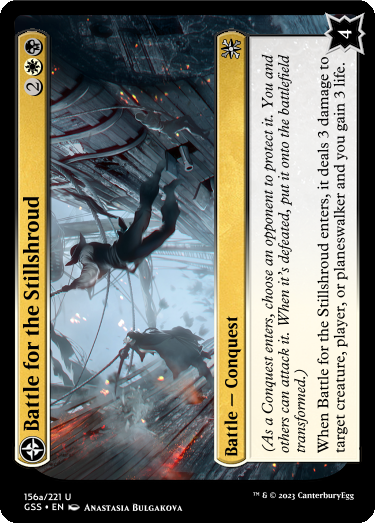 Battle for the Stillshroud
2
Battle — Conquest
(As a Conquest enters, choose an opponent to protect it. You and
others can attack it. When it's defeated, put it onto the battlefield
transformed.)
When Battle for the Stillshroud enters, it deals 3 damage to
target creature, player, or planeswalker and you gain 3 life.
4
156a/221 U
GSS • EN Anastasia Bulgakova
™ & © 2023 CanterburyEgg